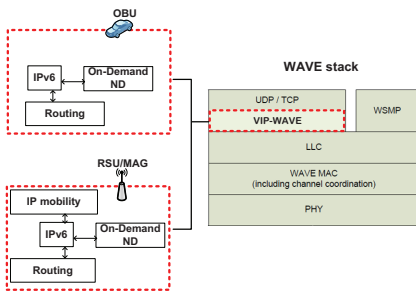 OBU
IPv6
On-Demand
ND
Routing
RSU/MAG
IP mobility
IPv6
On-Demand
ND
Routing
WAVE stack
UDP / TCP
VIP-WAVE
WSMP
LLC
WAVE MAC
(including channel coordination)
PHY